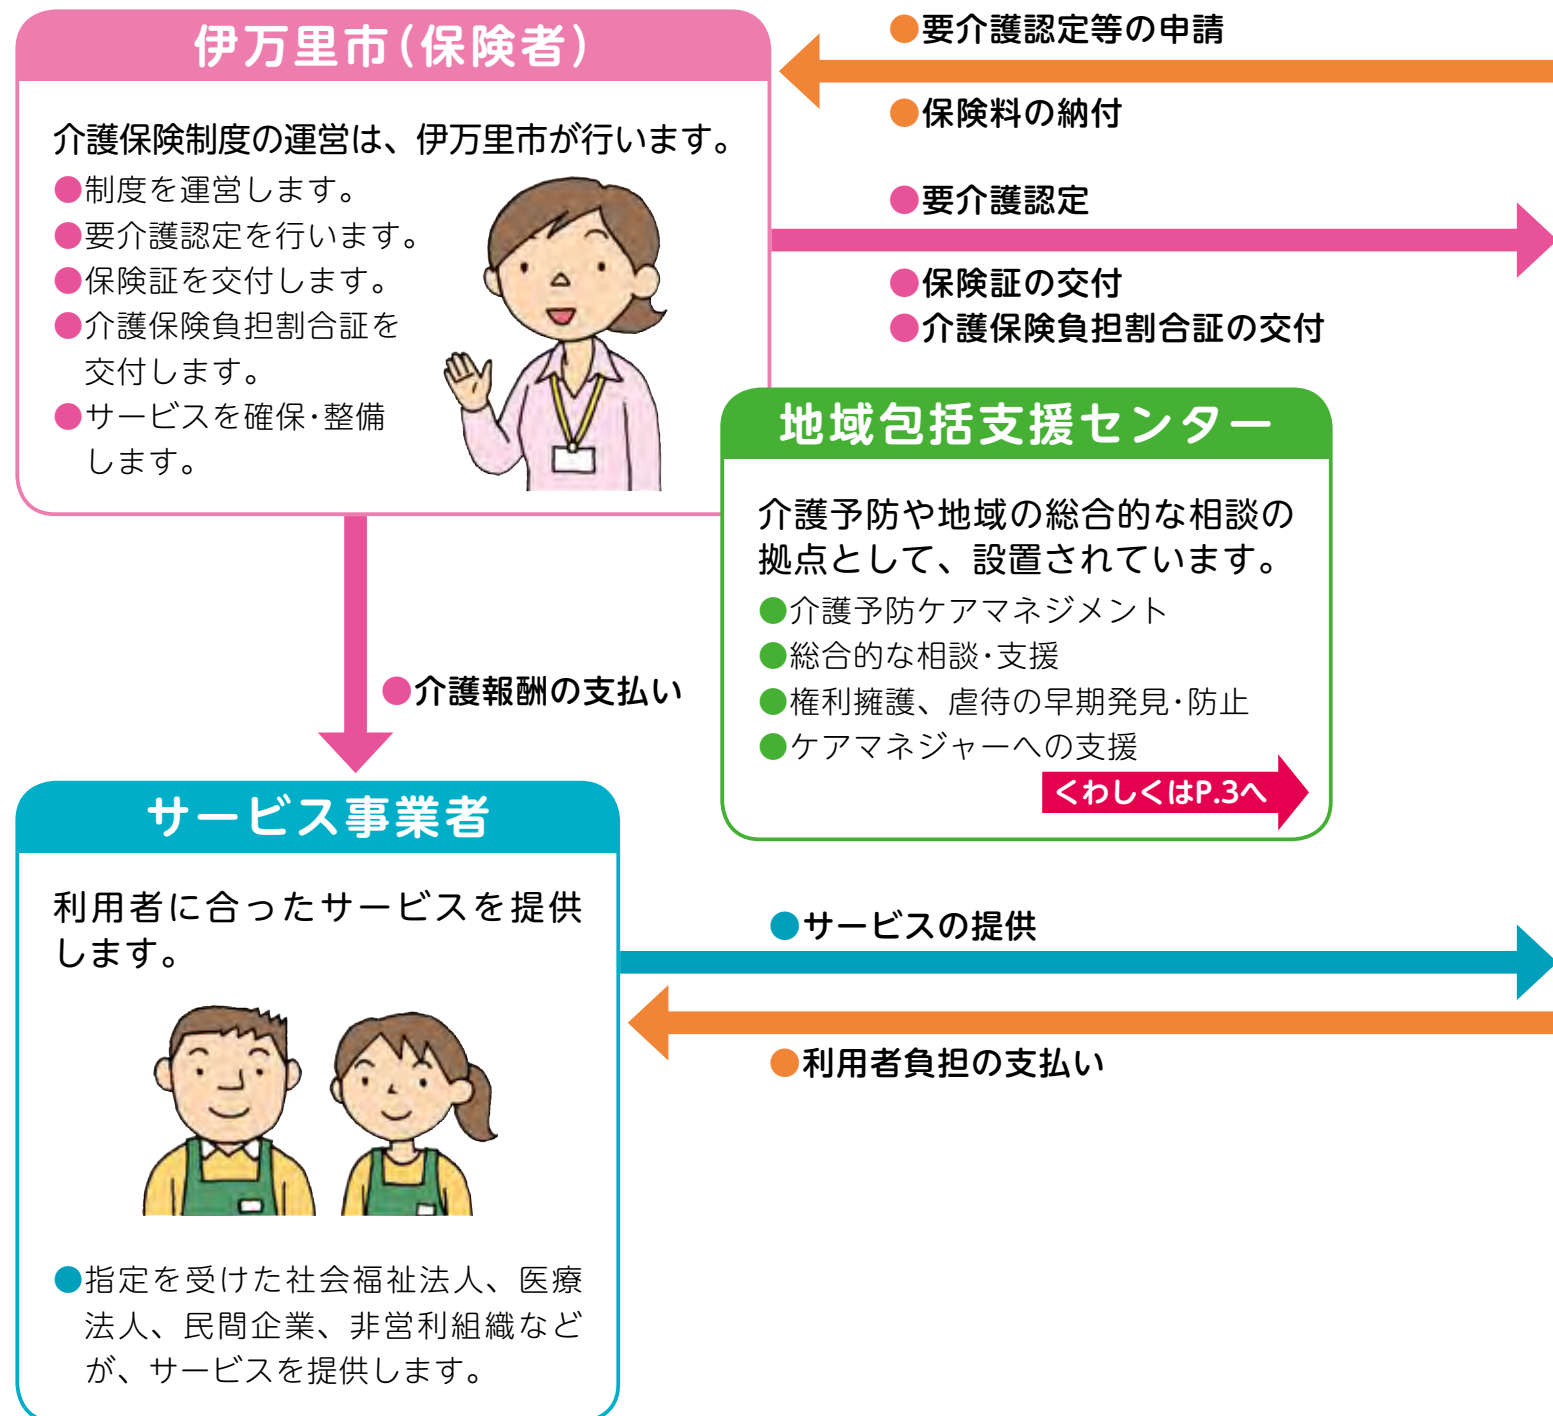 伊万里市(保険者)
介護保険制度の運営は、伊万里市が行います。
●制度を運営します。
●要介護認定を行います。
●保険証を交付します。
●介護保険負担割合証を
交付します。
●サービスを確保･整備
します。
●要介護認定等の申請
●保険料の納付
●要介護認定
●保険証の交付
●介護保険負担割合証の交付
地域包括支援センター
介護予防や地域の総合的な相談の
拠点として、設置されています。
●介護予防ケアマネジメント
●総合的な相談･支援
●権利擁護、虐待の早期発見･防止
●ケアマネジャーへの支援
くわしくはP.3へ
●介護報酬の支払い
サービス事業者
利用者に合ったサービスを提供
します。
●指定を受けた社会福祉法人、医療
法人、民間企業、非営利組織など
が、サービスを提供します。
●サービスの提供
●利用者負担の支払い